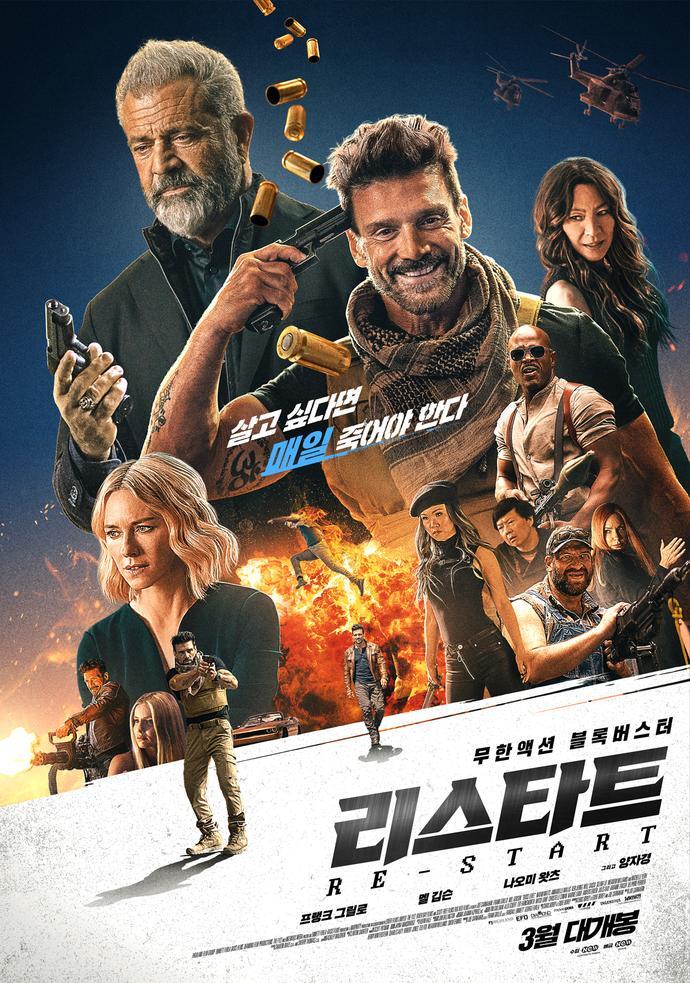 살고 싶다면
매일 죽어야 한다
무한액션 블록버스터
리스타트
RE-START
프랭크 그릴로 멜 깁슨 나오미 왓츠 그리고 양자경
3월 대개봉